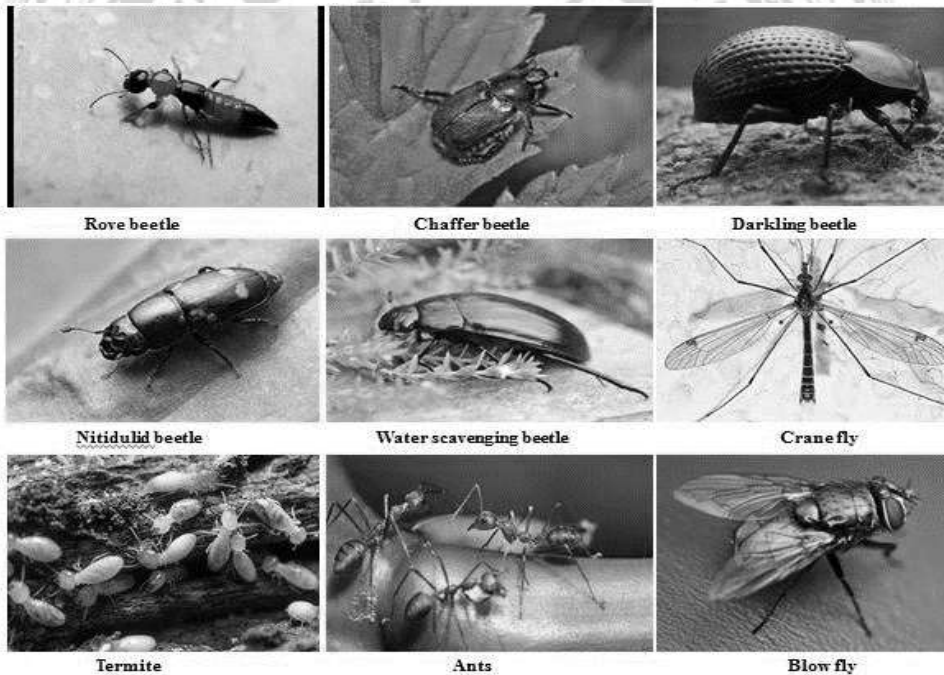 Rove beetle
Chaffer beetle
Darkling beetle
Nitidulid beetle
Water scavenging beetle
Crane fly
Termite
Ants
Blow fly